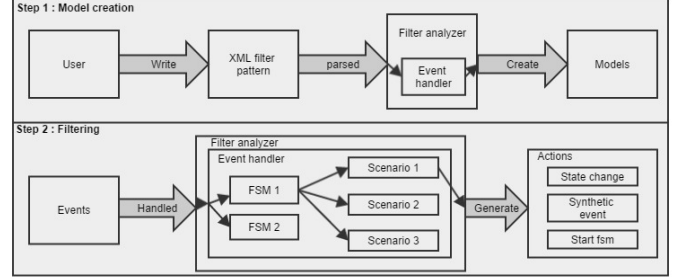 Step 1 : Model creation
User
Write
XML filter
pattern
parsed
Filter analyzer
Event
handler
Create
Models
Step 2 : Filtering
Events
Handled
Filter analyzer
Event handler
FSM 1
FSM 2
Scenario 1
Scenario 2
Scenario 3
Generate
Actions
State change
Synthetic
event
Start fsm